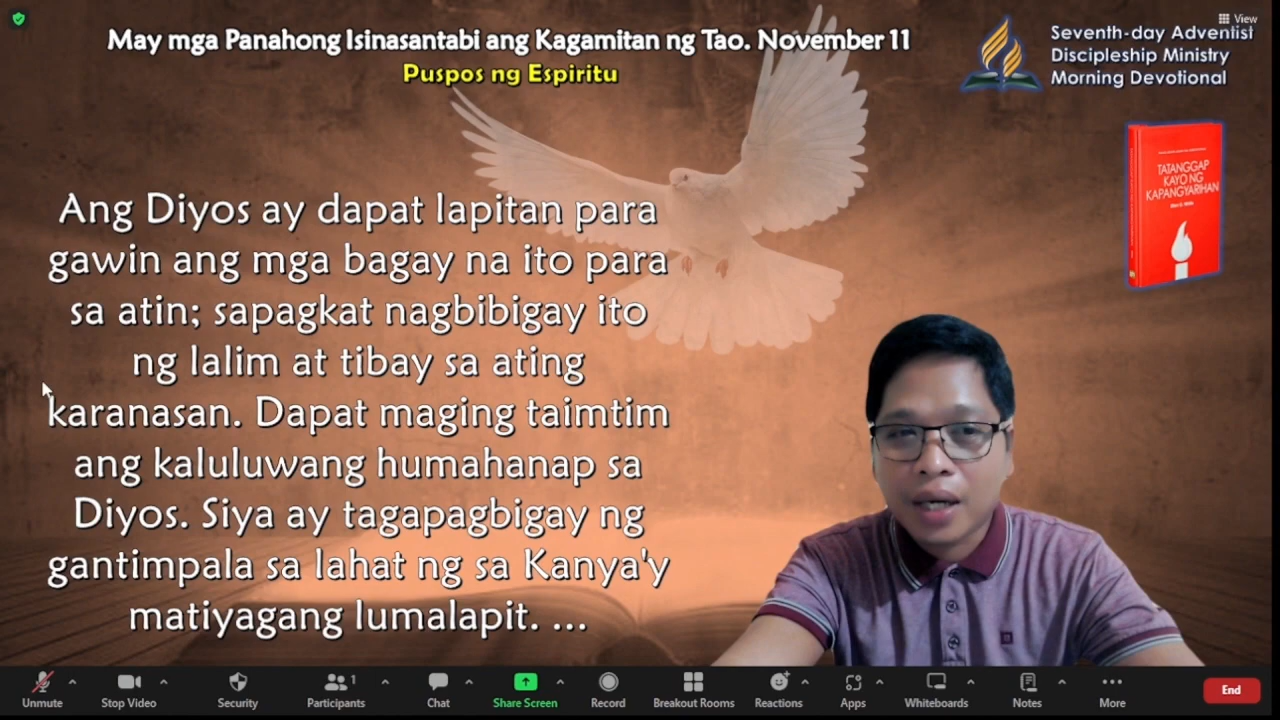 View
May mga Panahong Isinasantabi ang Kagamitan ng Tao. November 11
Puspos ng Espiritu
Seventh-day Adventist
Discipleship Ministry
Morning Devotional
TATANGGAP
KAYO NG
KAPANGYARIHAN
Ellen G. White
Ang Diyos ay dapat lapitan para
gawin ang mga bagay na ito para
sa atin; sapagkat nagbibigay ito
ng lalim at tibay sa ating
karanasan. Dapat maging taimtim
ang kaluluwang humahanap sa
Diyos. Siya ay tagapagbigay ng
gantimpala sa lahat ng sa Kanya'y
matiyagang lumalapit. ...
Unmute
Stop Video
Security
Participants
1
Chat
Share Screen
Record
Breakout Rooms
Reactions
Apps
Whiteboards
Notes
More
End